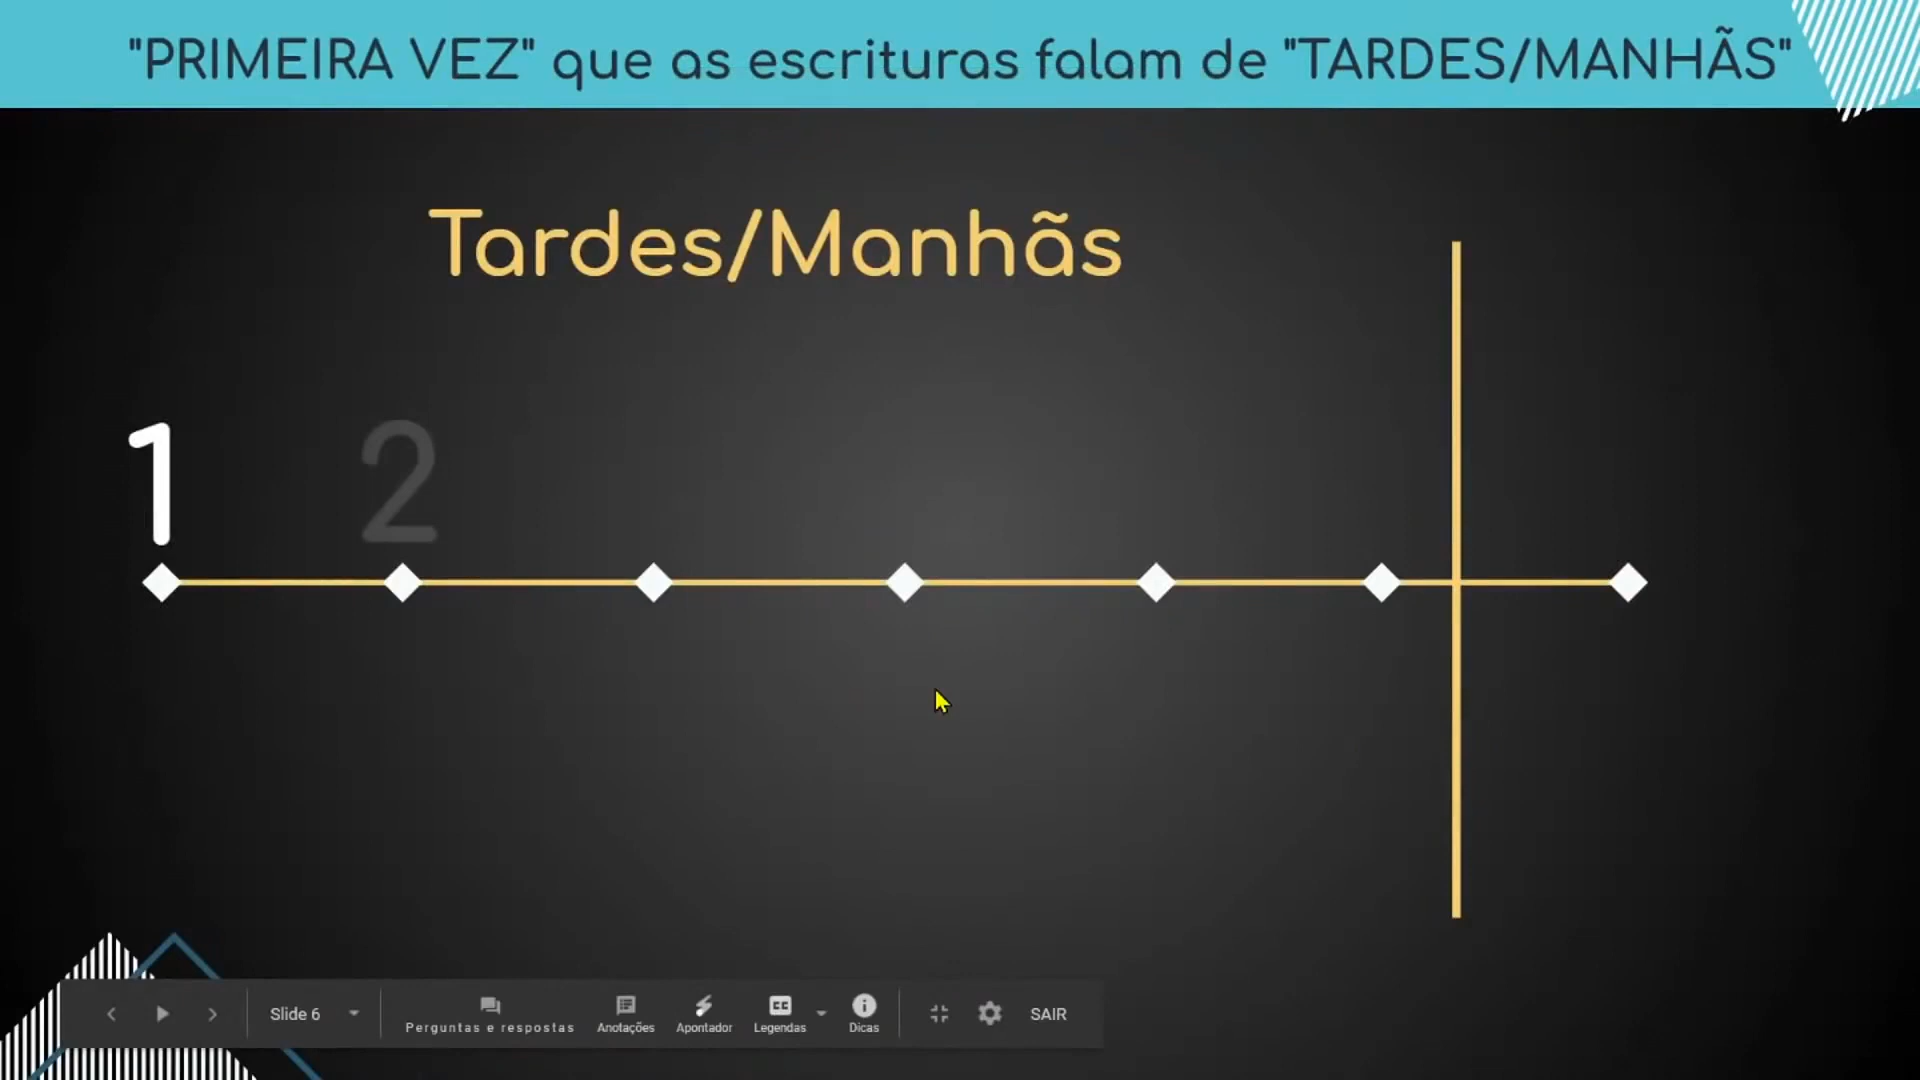 "PRIMEIRA VEZ" que as escrituras falam de "TARDES/MANHÃS"
Tardes/Manhãs
1 2
Slide 6
Perguntas e respostas
Anotações
Apontador
CC
Legendas
Dicas
SAIR